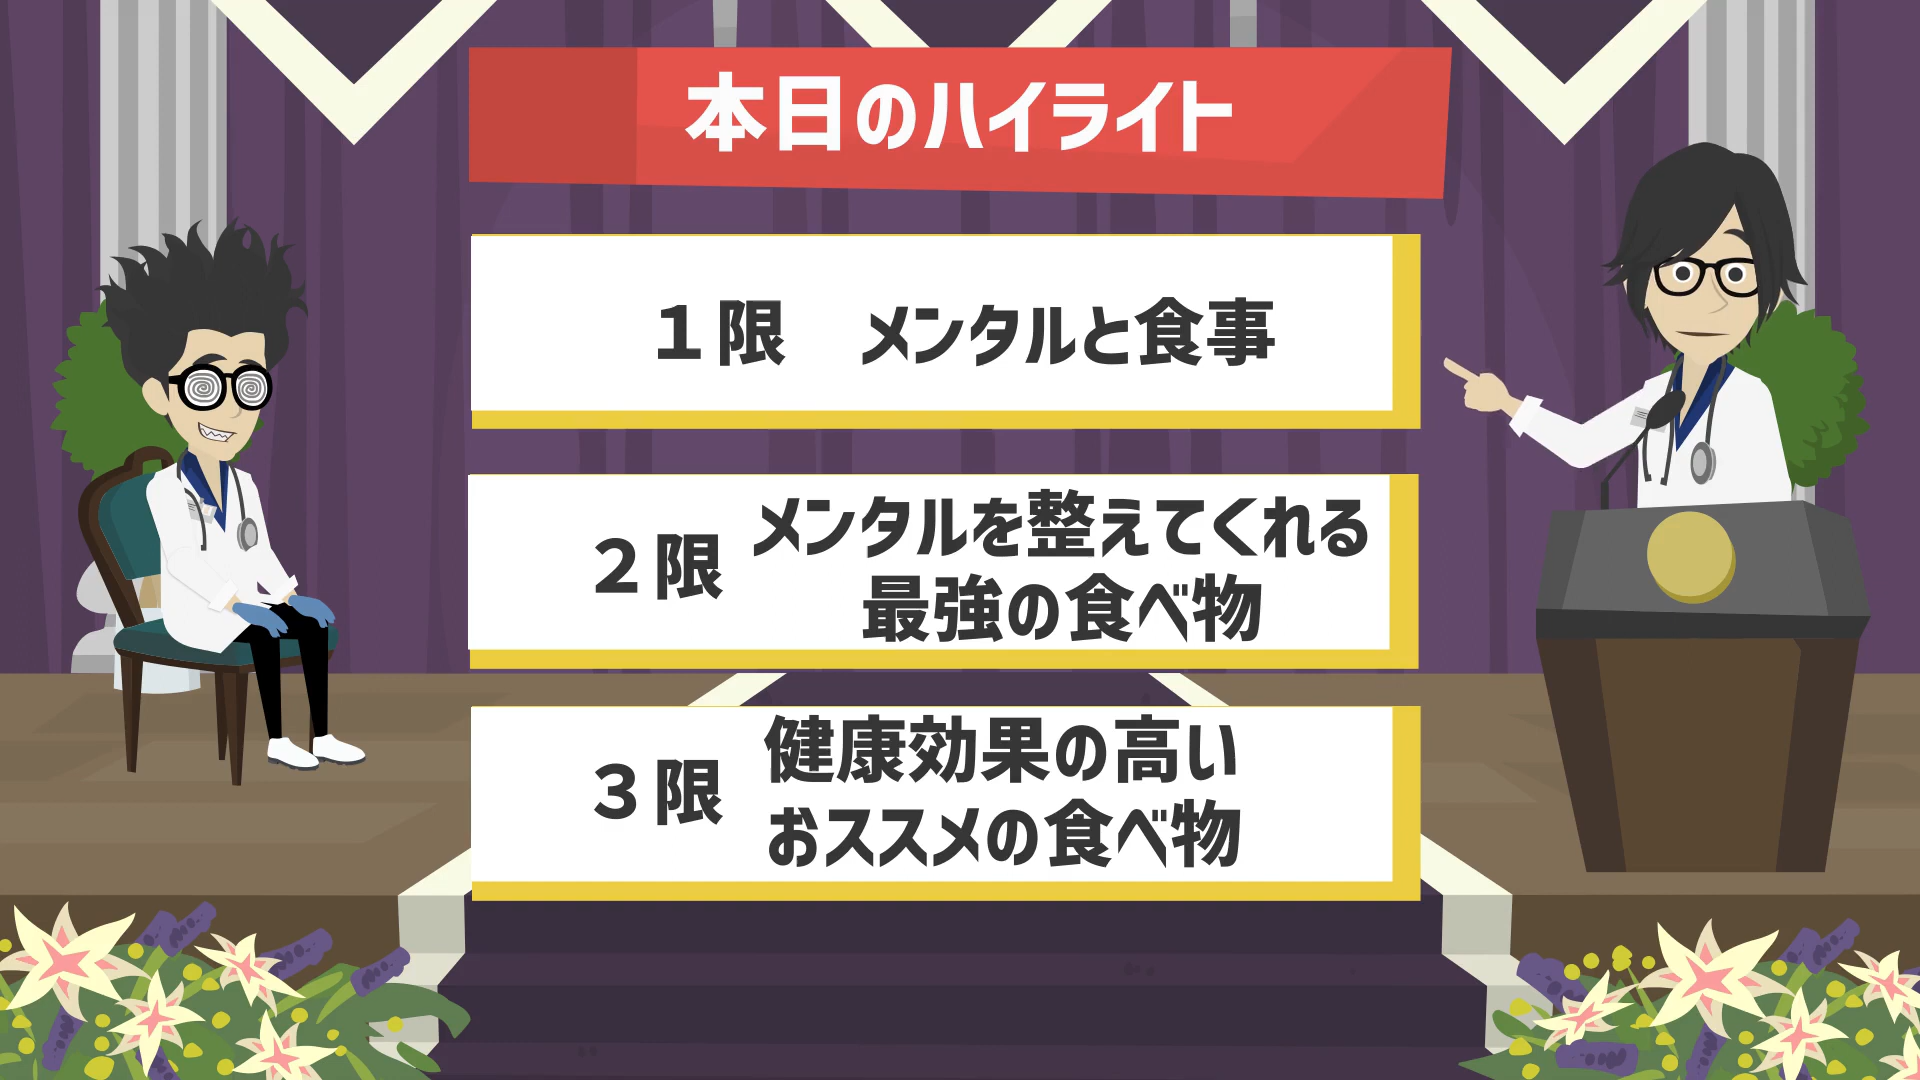 本日のハイライト
１限　メンタルと食事
２限 メンタルを整えてくれる
最強の食べ物
３限 健康効果の高い
おススメの食べ物